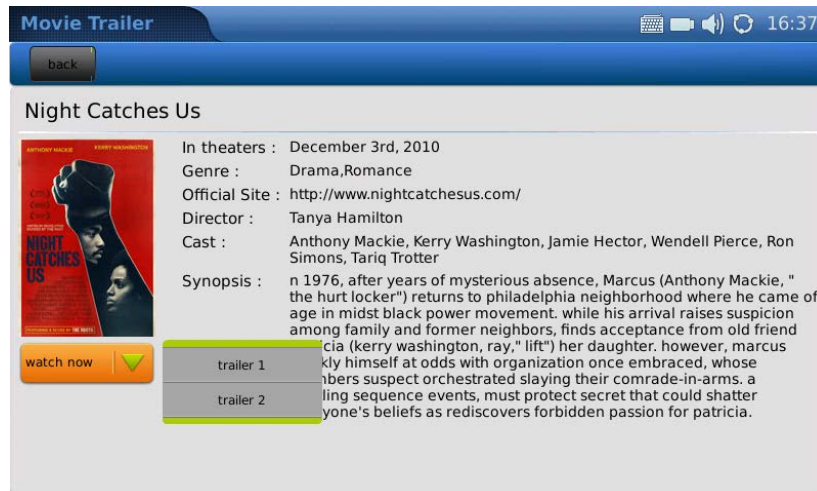 Movie Trailer
16:37
back
Night Catches Us
ANTHONY MACKIE KERRY WASHINGTON
NIGHT
CATCHES
US
In theaters : December 3rd, 2010
Genre : Drama,Romance
Official Site : http://www.nightcatchesus.com/
Director : Tanya Hamilton
Cast : Anthony Mackie, Kerry Washington, Jamie Hector, Wendell Pierce, Ron
Simons, Tariq Trotter
Synopsis : n 1976, after years of mysterious absence, Marcus (Anthony Mackie, "
the hurt locker") returns to philadelphia neighborhood where he came of
age in midst black power movement. while his arrival raises suspicion
among family and former neighbors, finds acceptance from old friend
cia (kerry washington, ray," lift") her daughter. however, marcus
kly himself at odds with organization once embraced, whose
bers suspect orchestrated slaying their comrade-in-arms. a
ling sequence events, must protect secret that could shatter
yone's beliefs as rediscovers forbidden passion for patricia.
watch now
trailer 1
trailer 2